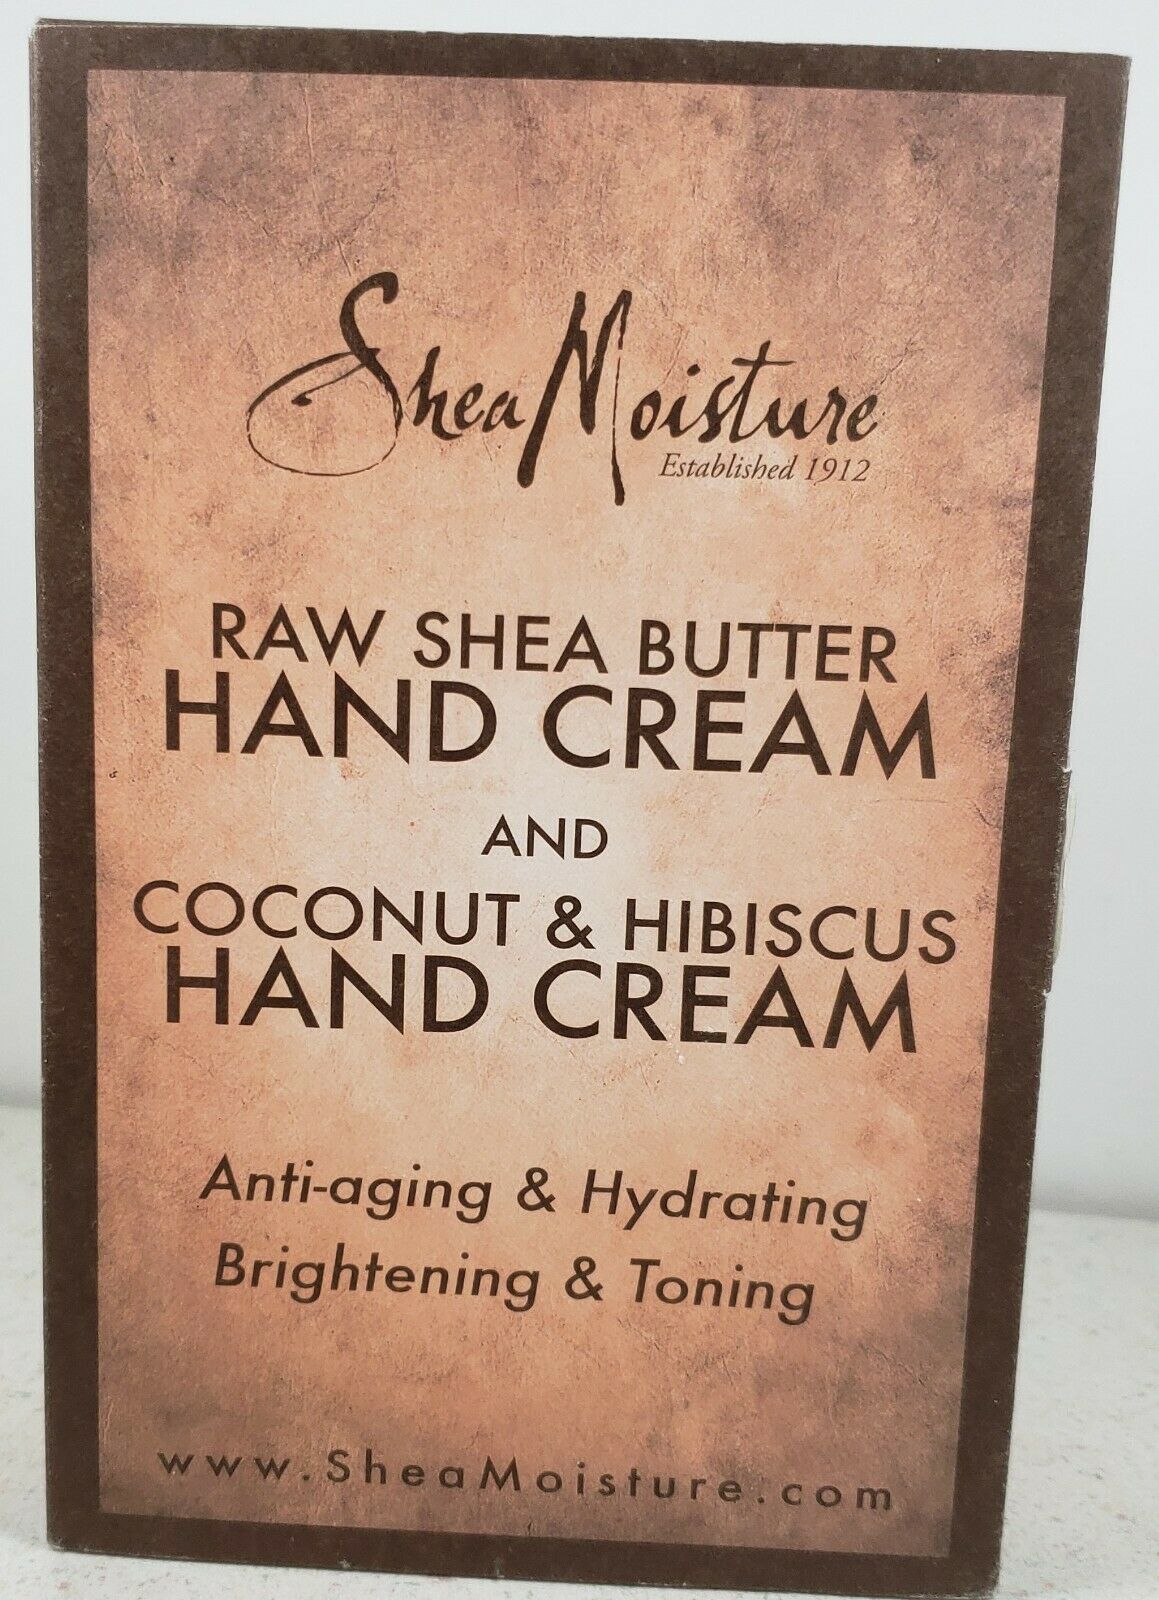 SheaMoisture
Established 1912
RAW SHEA BUTTER
HAND CREAM
AND
COCONUT & HIBISCUS
HAND CREAM
Anti-aging & Hydrating
Brightening & Toning
www.SheaMoisture.com